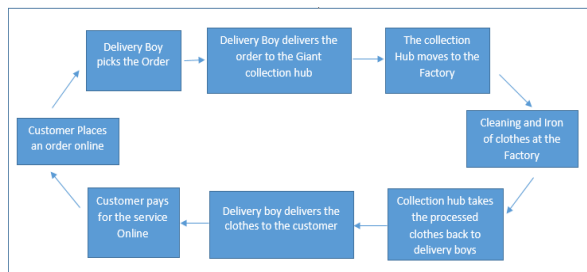 Delivery Boy
picks the Order
Delivery Boy delivers the
order to the Giant
collection hub
The collection
Hub moves to the
Factory
Cleaning and Iron
of clothes at the
Factory
Collection hub takes
the processed
clothes back to
delivery boys
Delivery boy delivers the
clothes to the customer
Customer pays
for the service
Online
Customer Places
an order online